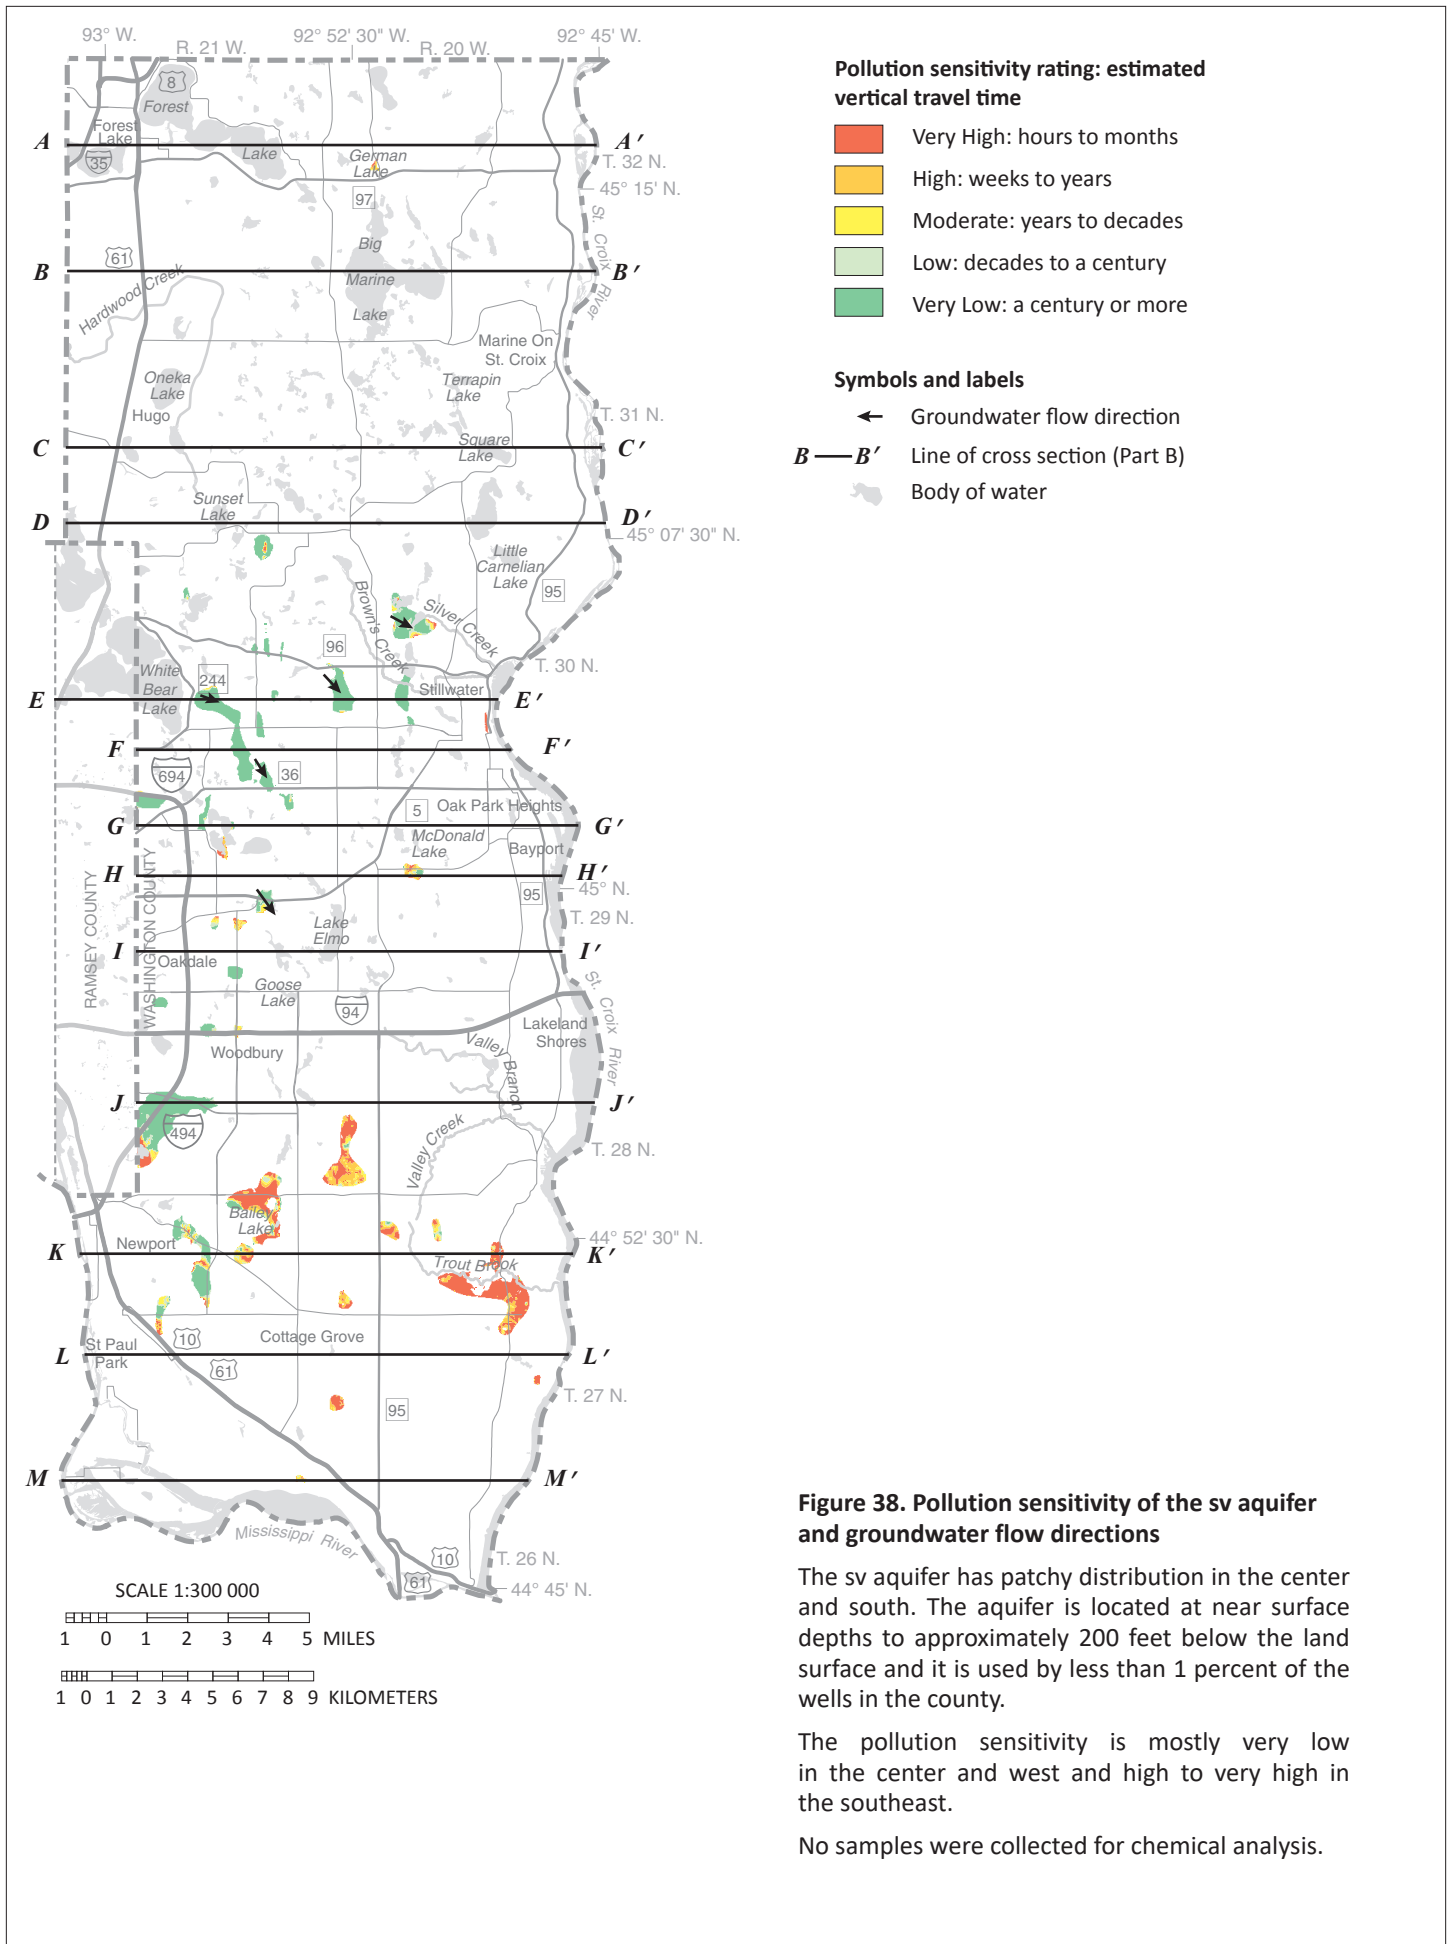 93° W.
R. 21 W.
92° 52' 30" W.
R. 20 W.
92° 45' W.
8
Forest
Forest
Lake
A
A'
35
Lake
German
Lake
T. 32 N.
45° 15' N.
97
St. Croix River
Big
61
B
Marine
B'
Hardwood Creek
Lake
Marine On
St. Croix
Oneka
Lake
Terrapin
Lake
Hugo
T. 31 N.
C
Square
Lake
C'
Sunset
Lake
D
D'
45° 07' 30" N.
Little
Carnelian
Lake
95
Brown's Creek
Silver Creek
96
T. 30 N.
White
Bear
Lake
244
Stillwater
E
E'
F
F'
694
36
5
Oak Park Heights
G
G'
McDonald
Lake
Bayport
H
H'
45° N.
95
RAMSEY COUNTY
WASHINGTON COUNTY
T. 29 N.
Lake
Elmo
I
I'
Oakdale
St. Croix River
Goose
Lake
94
Lakeland
Shores
Woodbury
Valley Branch
J
J'
494
Valley Creek
T. 28 N.
Bailey
Lake
44° 52' 30" N.
Newport
K
K'
Trout Brook
10
Cottage Grove
St Paul
Park
L
L'
61
T. 27 N.
95
M
M'
Mississippi River
10
T. 26 N.
61
44° 45' N.
SCALE 1:300 000
1 0 1 2 3 4 5 MILES
1 0 1 2 3 4 5 6 7 8 9 KILOMETERS
Pollution sensitivity rating: estimated
vertical travel time
Very High: hours to months
High: weeks to years
Moderate: years to decades
Low: decades to a century
Very Low: a century or more
Symbols and labels
Groundwater flow direction
B B' Line of cross section (Part B)
Body of water
Figure 38. Pollution sensitivity of the sv aquifer
and groundwater flow directions
The sv aquifer has patchy distribution in the center
and south. The aquifer is located at near surface
depths to approximately 200 feet below the land
surface and it is used by less than 1 percent of the
wells in the county.
The pollution sensitivity is mostly very low
in the center and west and high to very high in
the southeast.
No samples were collected for chemical analysis.